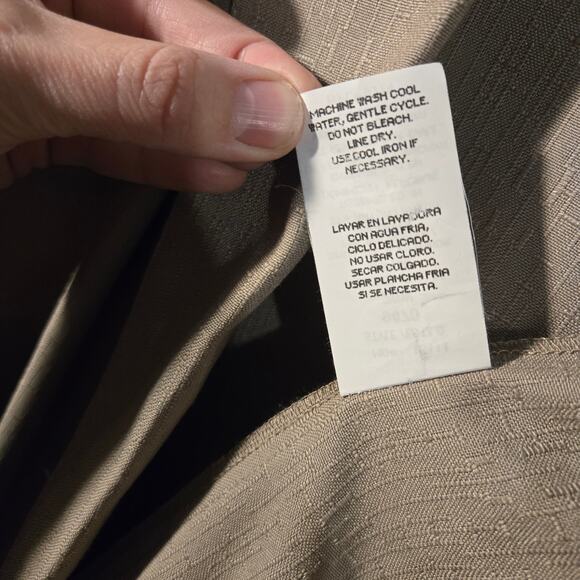 MACHINE WASH COOL
WATER, GENTLE CYCLE.
DO NOT BLEACH.
LINE DRY.
USE COOL IRON IF
NECESSARY.
LAVAR EN LAVADORA
CON AGUA FRIA,
CICLO DELICADO.
NO USAR CLORO.
SECAR COLGADO.
USAR PLANCHA FRIA
SI SE NECESITA.